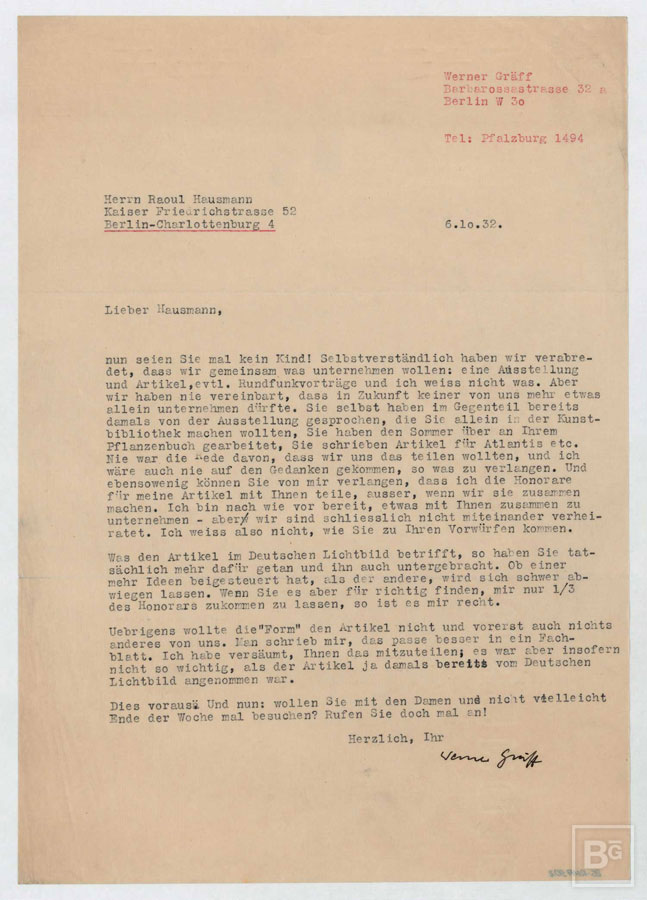 Werner Gräff
Barbarossastrasse 32 a
Berlin W 3o
Tel: Pfalzburg 1494
Herrn Raoul Hausmann
Kaiser Friedrichstrasse 52
Berlin-Charlottenburg 4
6.1o.32.
Lieber Hausmann,
nun seien Sie mal kein Kind! Selbstverständlich haben wir verabre-
det, dass wir gemeinsam was unternehmen wollen: eine Ausstellung
und Artikel,evtl. Rundfunkvorträge und ich weiss nicht was. Aber
wir haben nie vereinbart, dass in Zukunft keiner von uns mehr etwas
allein unternehmen dürfte. Sie selbst haben im Gegenteil bereits
damals von der Ausstellung gesprochen, die Sie allein in der Kunst-
bibliothek machen wollten, Sie haben den Sommer über an Ihrem
Pflanzenbuch gearbeitet, Sie schrieben Artikel für Atlantis etc.
Nie war die Rede davon, dass wir uns das teilen wollten, und ich
wäre auch nie auf den Gedanken gekommen, so was zu verlangen. Und
ebensowenig können Sie von mir verlangen, dass ich die Honorare
für meine Artikel mit Ihnen teile, ausser, wenn wir sie zusammen
machen. Ich bin nach wie vor bereit, etwas mit Ihnen zusammen zu
unternehmen - aber wir sind schliesslich nicht miteinander verhei-
ratet. Ich weiss also nicht, wie Sie zu Ihren Vorwürfen kommen.
Was den Artikel im Deutschen Lichtbild betrifft, so haben Sie tat-
sächlich mehr dafür getan und ihn auch untergebracht. Ob einer
mehr Ideen beigesteuert hat, als der andere, wird sich schwer ab-
wiegen lassen. Wenn Sie es aber für richtig finden, mir nur 1/3
des Honorars zukommen zu lassen, so ist es mir recht.
Uebrigens wollte die"Form" den Artikel nicht und vorerst auch nichts
anderes von uns. Man schrieb mir, das passe besser in ein Fach-
blatt. Ich habe versäumt, Ihnen das mitzuteilen; es war aber insofern
nicht so wichtig, als der Artikel ja damals bereits vom Deutschen
Lichtbild angenommen war.
Dies voraus. Und nun: wollen Sie mit den Damen uns nicht vielleicht
Ende der Woche mal besuchen? Rufen Sie doch mal an!
Herzlich, Ihr
Werner Gräff
BG